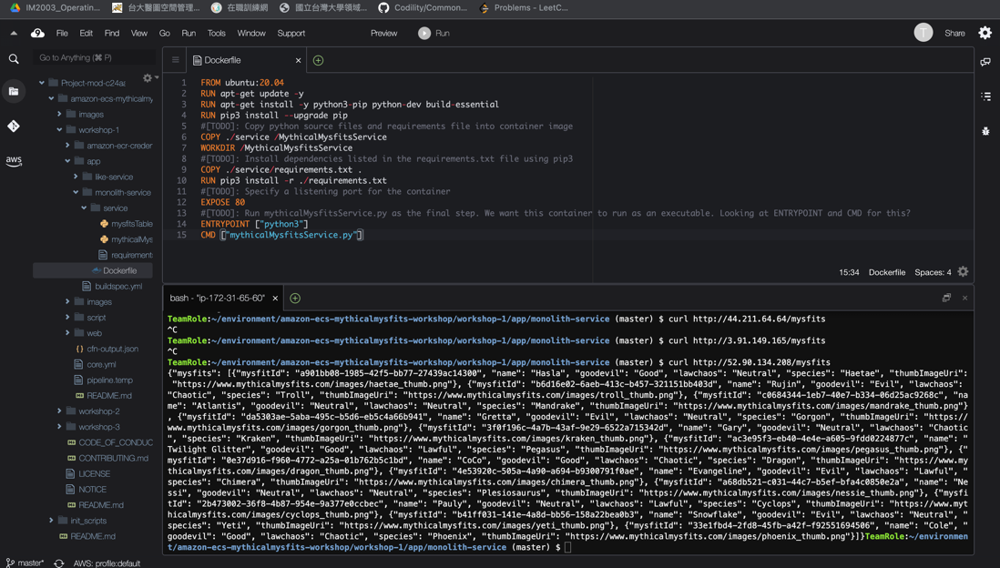 IM2003_Operatin... 台大醫圖空間管理... 在職訓練網 國立台灣大學領域... Codility/Common... Problems - LeetC...
File Edit Find View Go Run Tools Window Support Preview Run T Share
Go to Anything (⌘ P)
Project-mod-c24aa
amazon-ecs-mythicalmy
images
workshop-1
amazon-ecr-creder
app
like-service
monolith-service
service
mysfitsTable
mythicalMys
requirement
Dockerfile
buildspec.yml
images
script
web
cfn-output.json
core.yml
pipeline.temp
README.md
workshop-2
workshop-3
CODE_OF_CONDUC
CONTRIBUTING.md
LICENSE
NOTICE
README.md
init_scripts
README.md
master* AWS: profile:default
aws
Dockerfile
1 FROM ubuntu:20.04
2 RUN apt-get update -y
3 RUN apt-get install -y python3-pip python-dev build-essential
4 RUN pip3 install --upgrade pip
5 #[TODO]: Copy python source files and requirements file into container image
6 COPY ./service /MythicalMysfitsService
7 WORKDIR /MythicalMysfitsService
8 #[TODO]: Install dependencies listed in the requirements.txt file using pip3
9 COPY ./service/requirements.txt .
10 RUN pip3 install -r ./requirements.txt
11 #[TODO]: Specify a listening port for the container
12 EXPOSE 80
13 #[TODO]: Run mythicalMysfitsService.py as the final step. We want this container to run as an executable. Looking at ENTRYPOINT and CMD for this?
14 ENTRYPOINT ["python3"]
15 CMD ["mythicalMysfitsService.py"]
15:34 Dockerfile Spaces: 4
bash - "ip-172-31-65-60"
TeamRole:~/environment/amazon-ecs-mythicalmysfits-workshop/workshop-1/app/monolith-service (master) $ curl http://44.211.64.64/mysfits
^C
TeamRole:~/environment/amazon-ecs-mythicalmysfits-workshop/workshop-1/app/monolith-service (master) $ curl http://3.91.149.165/mysfits
^C
TeamRole:~/environment/amazon-ecs-mythicalmysfits-workshop/workshop-1/app/monolith-service (master) $ curl http://52.90.134.208/mysfits
{"mysfits": [{"mysfitId": "a901bb08-1985-42f5-bb77-27439ac14300", "name": "Hasla", "goodevil": "Good", "lawchaos": "Neutral", "species": "Haetae", "thumbImageUri":
"https://www.mythicalmysfits.com/images/haetae_thumb.png"}, {"mysfitId": "b6d16e02-6aeb-413c-b457-321151bb403d", "name": "Rujin", "goodevil": "Evil", "lawchaos":
"Chaotic", "species": "Troll", "thumbImageUri": "https://www.mythicalmysfits.com/images/troll_thumb.png"}, {"mysfitId": "c0684344-1eb7-40e7-b334-06d25ac9268c", "na
me": "Atlantis", "goodevil": "Neutral", "lawchaos": "Neutral", "species": "Mandrake", "thumbImageUri": "https://www.mythicalmysfits.com/images/mandrake_thumb.png"}
, {"mysfitId": "da5303ae-5aba-495c-b5d6-eb5c4a66b941", "name": "Gretta", "goodevil": "Evil", "lawchaos": "Neutral", "species": "Gorgon", "thumbImageUri": "https://
www.mythicalmysfits.com/images/gorgon_thumb.png"}, {"mysfitId": "3f0f196c-4a7b-43af-9e29-6522a715342d", "name": "Gary", "goodevil": "Neutral", "lawchaos": "Chaotic
", "species": "Kraken", "thumbImageUri": "https://www.mythicalmysfits.com/images/kraken_thumb.png"}, {"mysfitId": "ac3e95f3-eb40-4e4e-a605-9fdd0224877c", "name": "
Twilight Glitter", "goodevil": "Good", "lawchaos": "Lawful", "species": "Pegasus", "thumbImageUri": "https://www.mythicalmysfits.com/images/pegasus_thumb.png"}, {"
mysfitId": "0e37d916-f960-4772-a25a-01b762b5c1bd", "name": "CoCo", "goodevil": "Good", "lawchaos": "Chaotic", "species": "Dragon", "thumbImageUri": "https://www.my
thicalmysfits.com/images/dragon_thumb.png"}, {"mysfitId": "4e53920c-505a-4a90-a694-b9300791f0ae", "name": "Evangeline", "goodevil": "Evil", "lawchaos": "Lawful",
"species": "Chimera", "thumbImageUri": "https://www.mythicalmysfits.com/images/chimera_thumb.png"}, {"mysfitId": "a68db521-c031-44c7-b5ef-bfa4c0850e2a", "name": "Ne
ssi", "goodevil": "Neutral", "lawchaos": "Neutral", "species": "Plesiosaurus", "thumbImageUri": "https://www.mythicalmysfits.com/images/nessie_thumb.png"}, {"mysfi
tId": "2b473002-36f8-4b87-954e-9a377e0ccbec", "name": "Pauly", "goodevil": "Neutral", "lawchaos": "Lawful", "species": "Cyclops", "thumbImageUri": "https://www.myt
hicalmysfits.com/images/cyclops_thumb.png"}, {"mysfitId": "b41ff031-141e-4a8d-bb56-158a22bea0b3", "name": "Snowflake", "goodevil": "Evil", "lawchaos": "Neutral",
"species": "Yeti", "thumbImageUri": "https://www.mythicalmysfits.com/images/yeti_thumb.png"}, {"mysfitId": "33e1fbd4-2fd8-45fb-a42f-f92551694506", "name": "Cole", "
goodevil": "Good", "lawchaos": "Chaotic", "species": "Phoenix", "thumbImageUri": "https://www.mythicalmysfits.com/images/phoenix_thumb.png"}]}TeamRole:~/environmen
t/amazon-ecs-mythicalmysfits-workshop/workshop-1/app/monolith-service (master) $